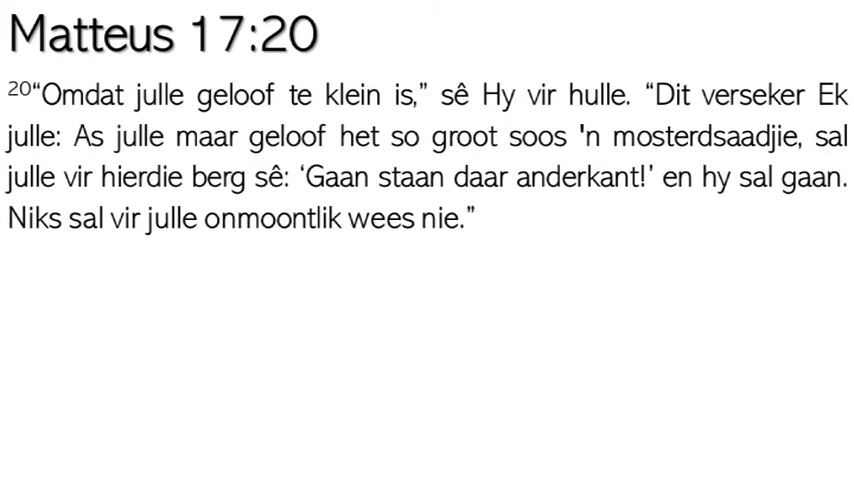 Matteus 17:20
20“Omdat julle geloof te klein is,” sê Hy vir hulle. “Dit verseker Ek
julle: As julle maar geloof het so groot soos 'n mosterdsaadjie, sal
julle vir hierdie berg sê: ‘Gaan staan daar anderkant!’ en hy sal gaan.
Niks sal vir julle onmoontlik wees nie.”